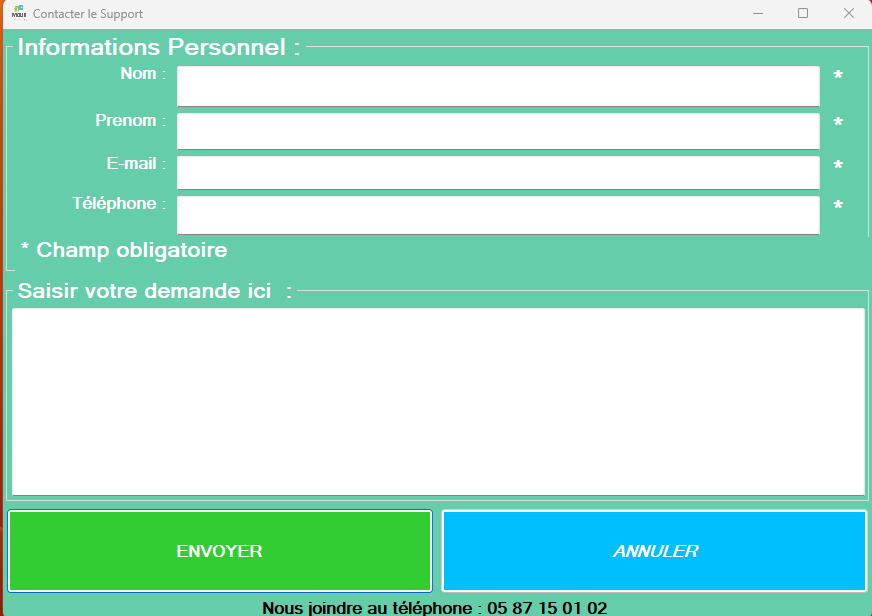 Contacter le Support
Informations Personnel :
Nom : *
Prenom : *
E-mail : *
Téléphone : *
* Champ obligatoire
Saisir votre demande ici :
ENVOYER
ANNULER
Nous joindre au téléphone : 05 87 15 01 02